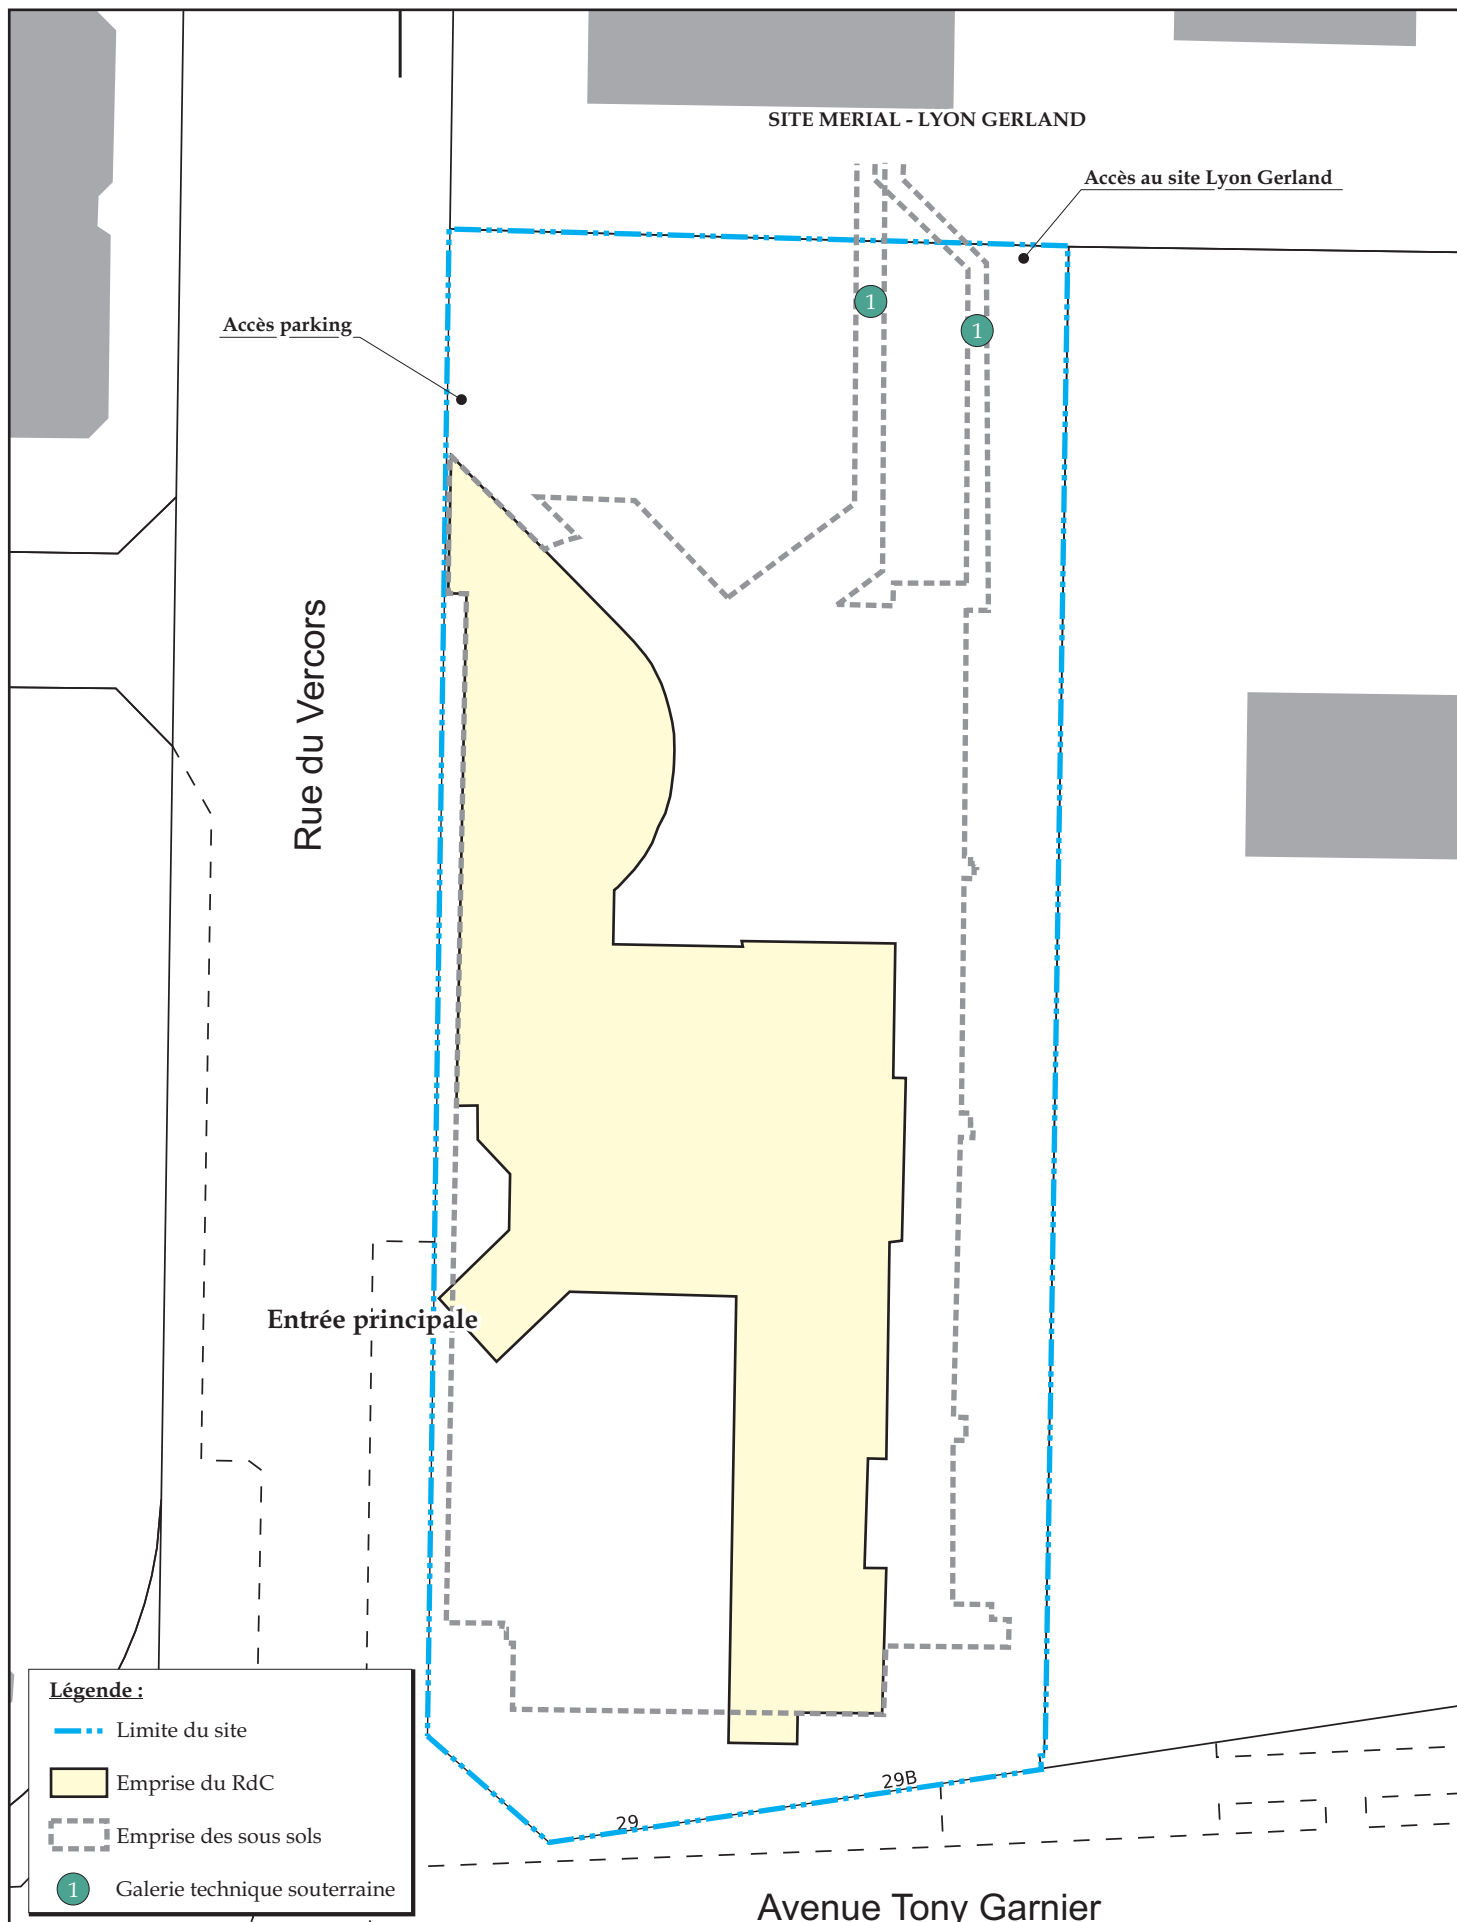 SITE MERIAL - LYON GERLAND
Accès au site Lyon Gerland
1
1
Accès parking
Rue du Vercors
Entrée principale
Légende :
Limite du site
Emprise du RdC
Emprise des sous sols
1 Galerie technique souterraine
29B
29
Avenue Tony Garnier